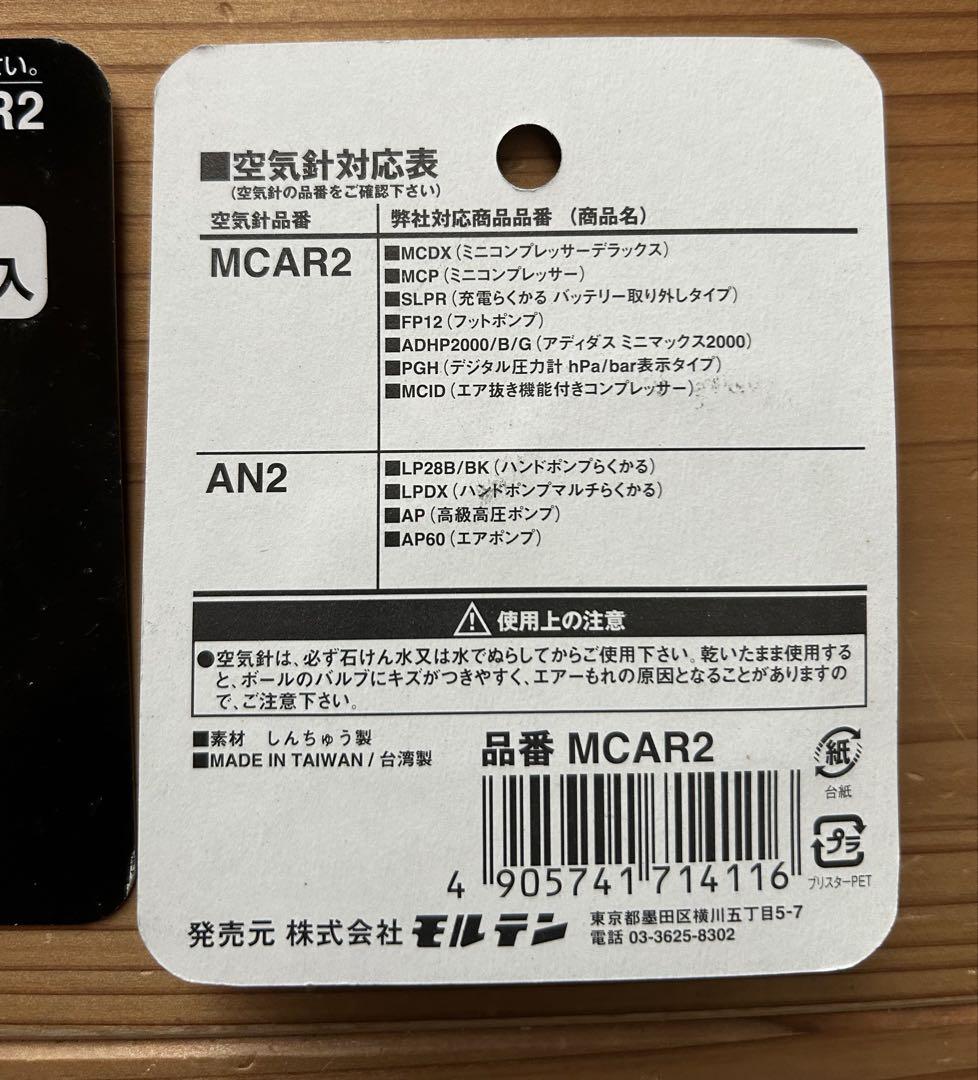 さい。
R2
入
■空気針対応表
(空気針の品番をご確認下さい)
空気針品番 弊社対応商品品番 (商品名)
MCAR2
■MCDX(ミニコンプレッサーデラックス)
■MCP(ミニコンプレッサー)
■SLPR(充電らくかる バッテリー取り外しタイプ)
■FP12(フットポンプ)
■ADHP2000/B/G(アディダス ミニマックス2000)
■PGH(デジタル圧力計 hPa/bar表示タイプ)
■MCID(エア抜き機能付きコンプレッサー)
AN2
■LP28B/BK(ハンドポンプらくかる)
■LPDX(ハンドポンプマルチらくかる)
■AP(高級高圧ポンプ)
■AP60(エアポンプ)
⚠使用上の注意
●空気針は、必ず石けん水又は水でぬらしてからご使用下さい。乾いたまま使用する
と、ボールのバルブにキズがつきやすく、エアーもれの原因となることがありますの
で、ご注意下さい。
■素材 しんちゅう製
■MADE IN TAIWAN / 台湾製
品番 MCAR2
紙
台紙
プラ
ブリスターPET
4 905741 714116
発売元 株式会社 モルテン
東京都墨田区横川五丁目5-7
電話 03-3625-8302